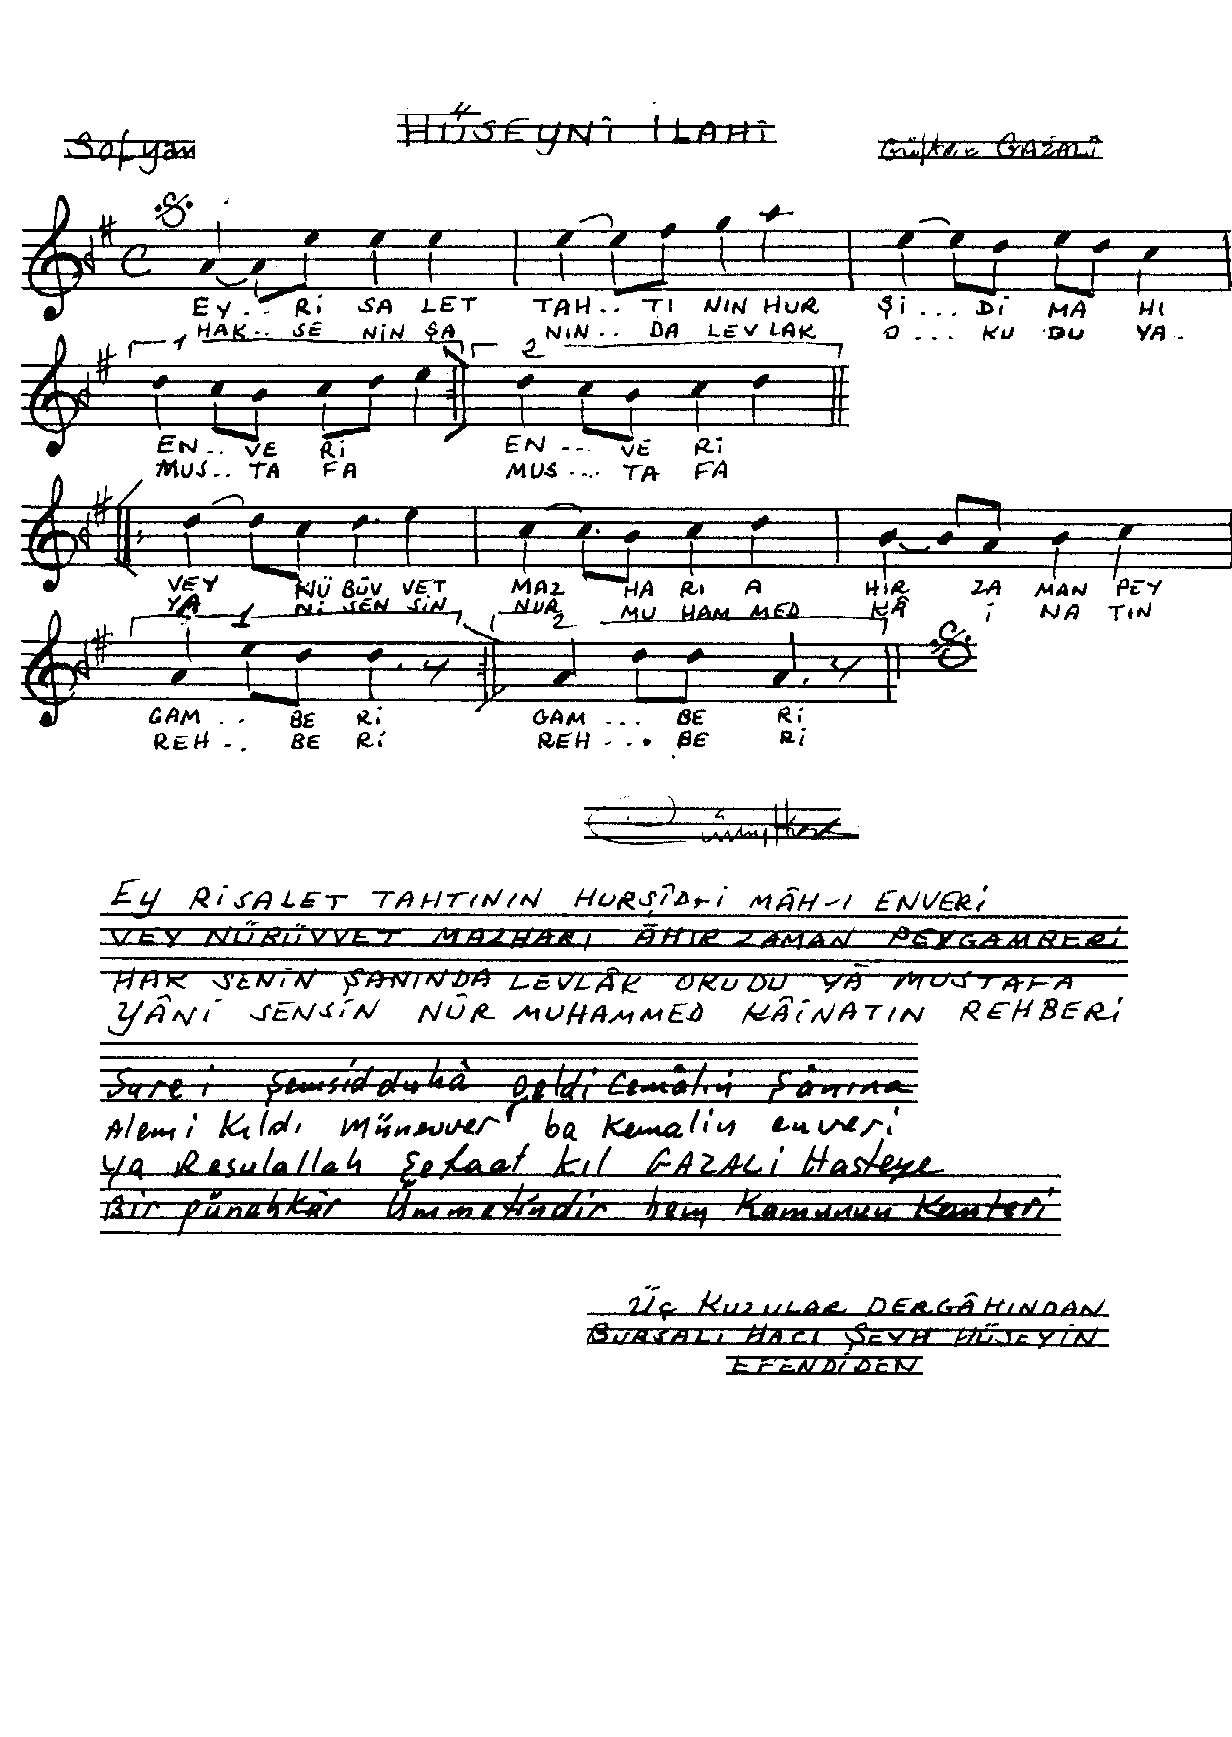 HÜSEYNÎ İLAHİ
Sofyan
Güfte: GAZALÎ
EY... Rİ SA LET TAH.. TI NIN HUR Şİ... Dİ MA HI
HAK.. SE NİN ŞA NIN.. DA LEV LAK O... KU DU YA.
1 2
EN.. VE Rİ EN... VE Rİ
MUS.. TA FA MUS... TA FA
VEY NÜ BÜV VET MAZ HA RI A HIR ZA MAN PEY
YA Nİ SEN SİN NUR MU HAM MED KÂ İ NA TIN
1 2
GAM.. BE Rİ GAM... BE Rİ
REH.. BE Rİ REH... BE Rİ
EY RİSALET TAHTININ HURŞÎD-İ MÂH-I ENVERİ
VEY NÜBÜVVET MAZHARI ÂHIR ZAMAN PEYGAMBERİ
HAK SENİN ŞANINDA LEVLÂK OKUDU YÂ MUSTAFA
YÂNİ SENSİN NÛR MUHAMMED KÂİNATIN REHBERİ
Sure i Şemsidduhâ geldi Cemâlin Şânına
Alemi Kıldı Münevver ba Kemalin enveri
Ya Resulallah Şefaat Kıl GAZALİ Hasteye
Bir günahkâr Ümmetindir hem Kamunun Kemteri
ÜÇ KUZULAR DERGÂHINDAN
BURSALI HACI ŞEYH HÜSEYİN
EFENDİDEN